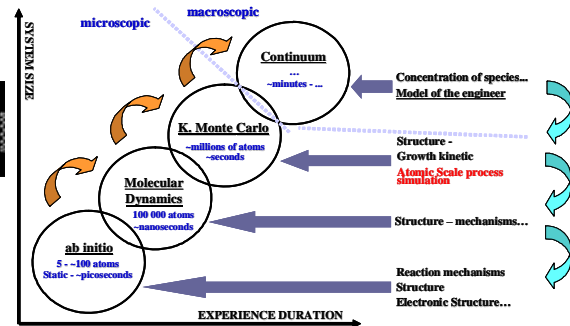 macroscopic
microscopic
SYSTEM SIZE
Continuum
...
~minutes - ...
Concentration of species...
Model of the engineer
K. Monte Carlo
~millions of atoms
~seconds
Structure -
Growth kinetic
Atomic Scale process
simulation
Molecular
Dynamics
100 000 atoms
~nanoseconds
Structure – mechanisms…
ab initio
5 - ~100 atoms
Static - ~picoseconds
Reaction mechanisms
Structure
Electronic Structure…
EXPERIENCE DURATION